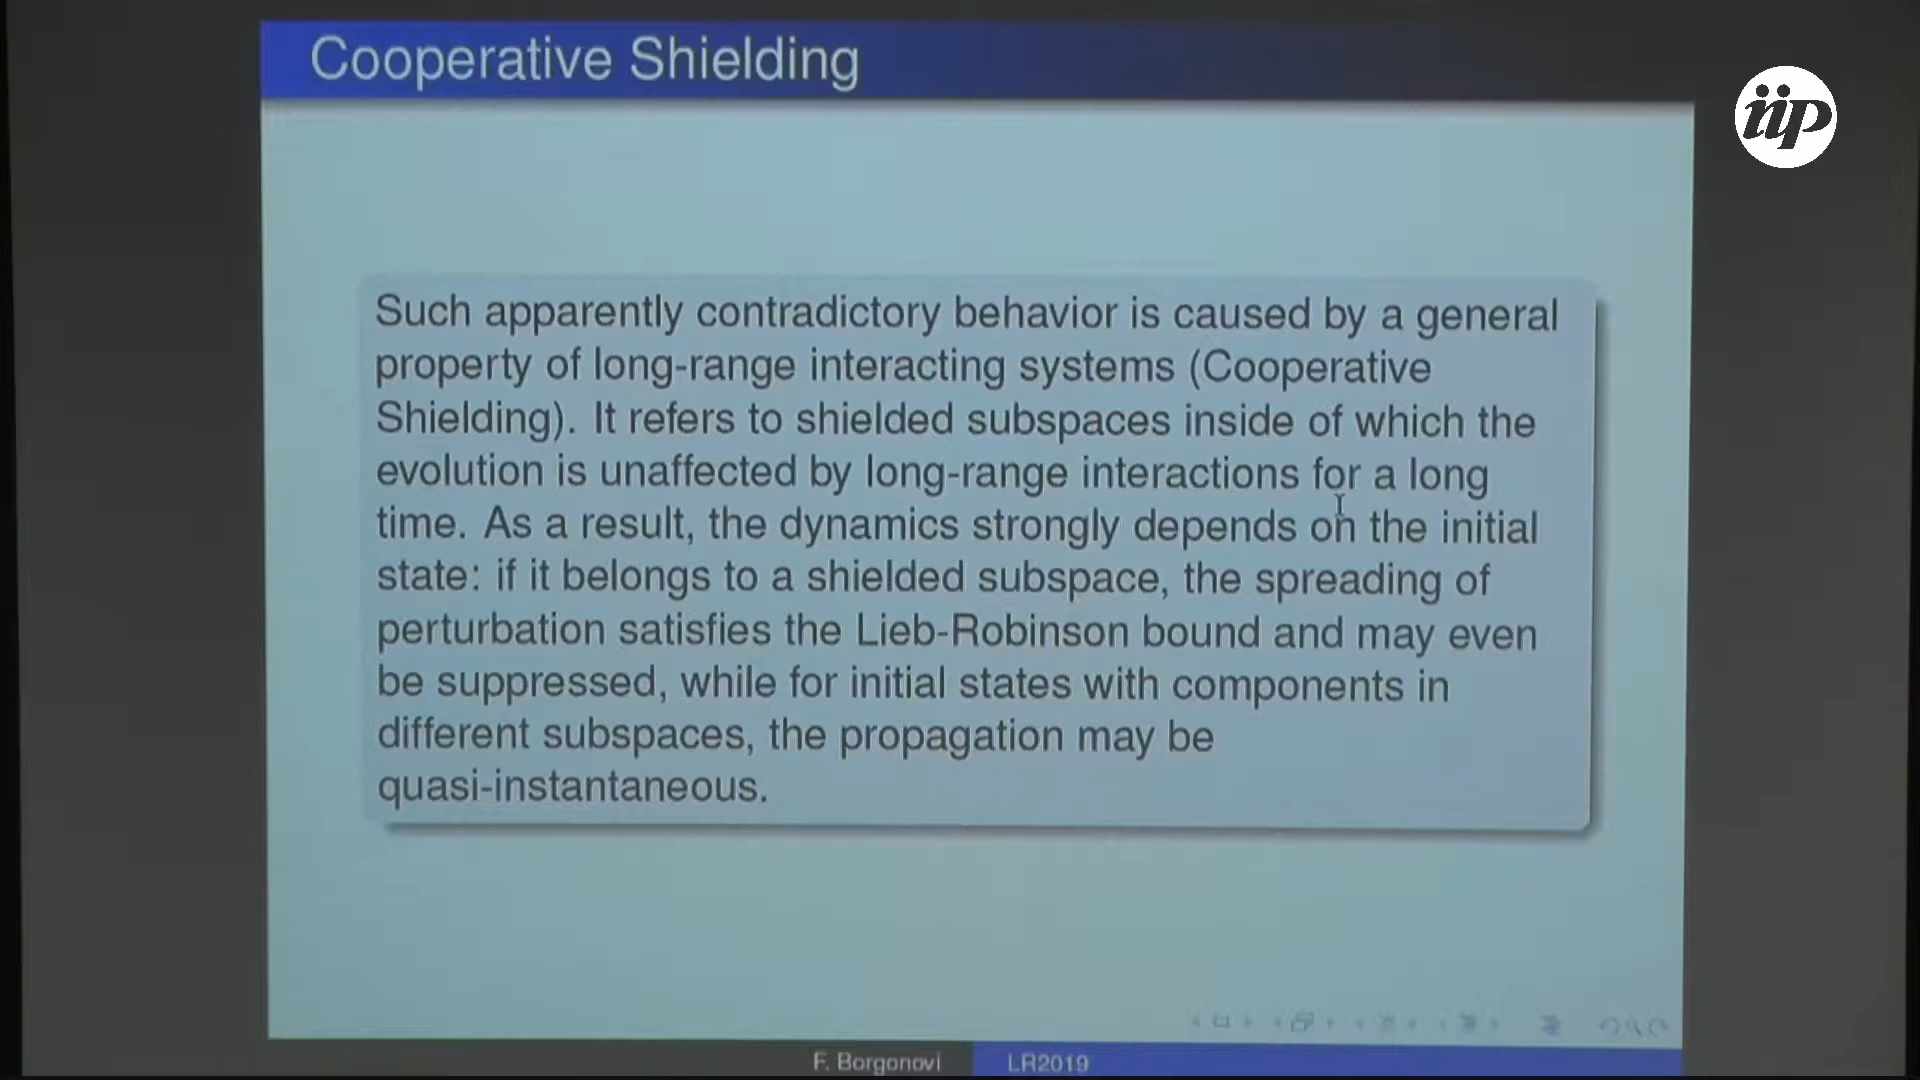 Cooperative Shielding
iip
Such apparently contradictory behavior is caused by a general
property of long-range interacting systems (Cooperative
Shielding). It refers to shielded subspaces inside of which the
evolution is unaffected by long-range interactions for a long
time. As a result, the dynamics strongly depends on the initial
state: if it belongs to a shielded subspace, the spreading of
perturbation satisfies the Lieb-Robinson bound and may even
be suppressed, while for initial states with components in
different subspaces, the propagation may be
quasi-instantaneous.
F. Borgonovi
LR2019